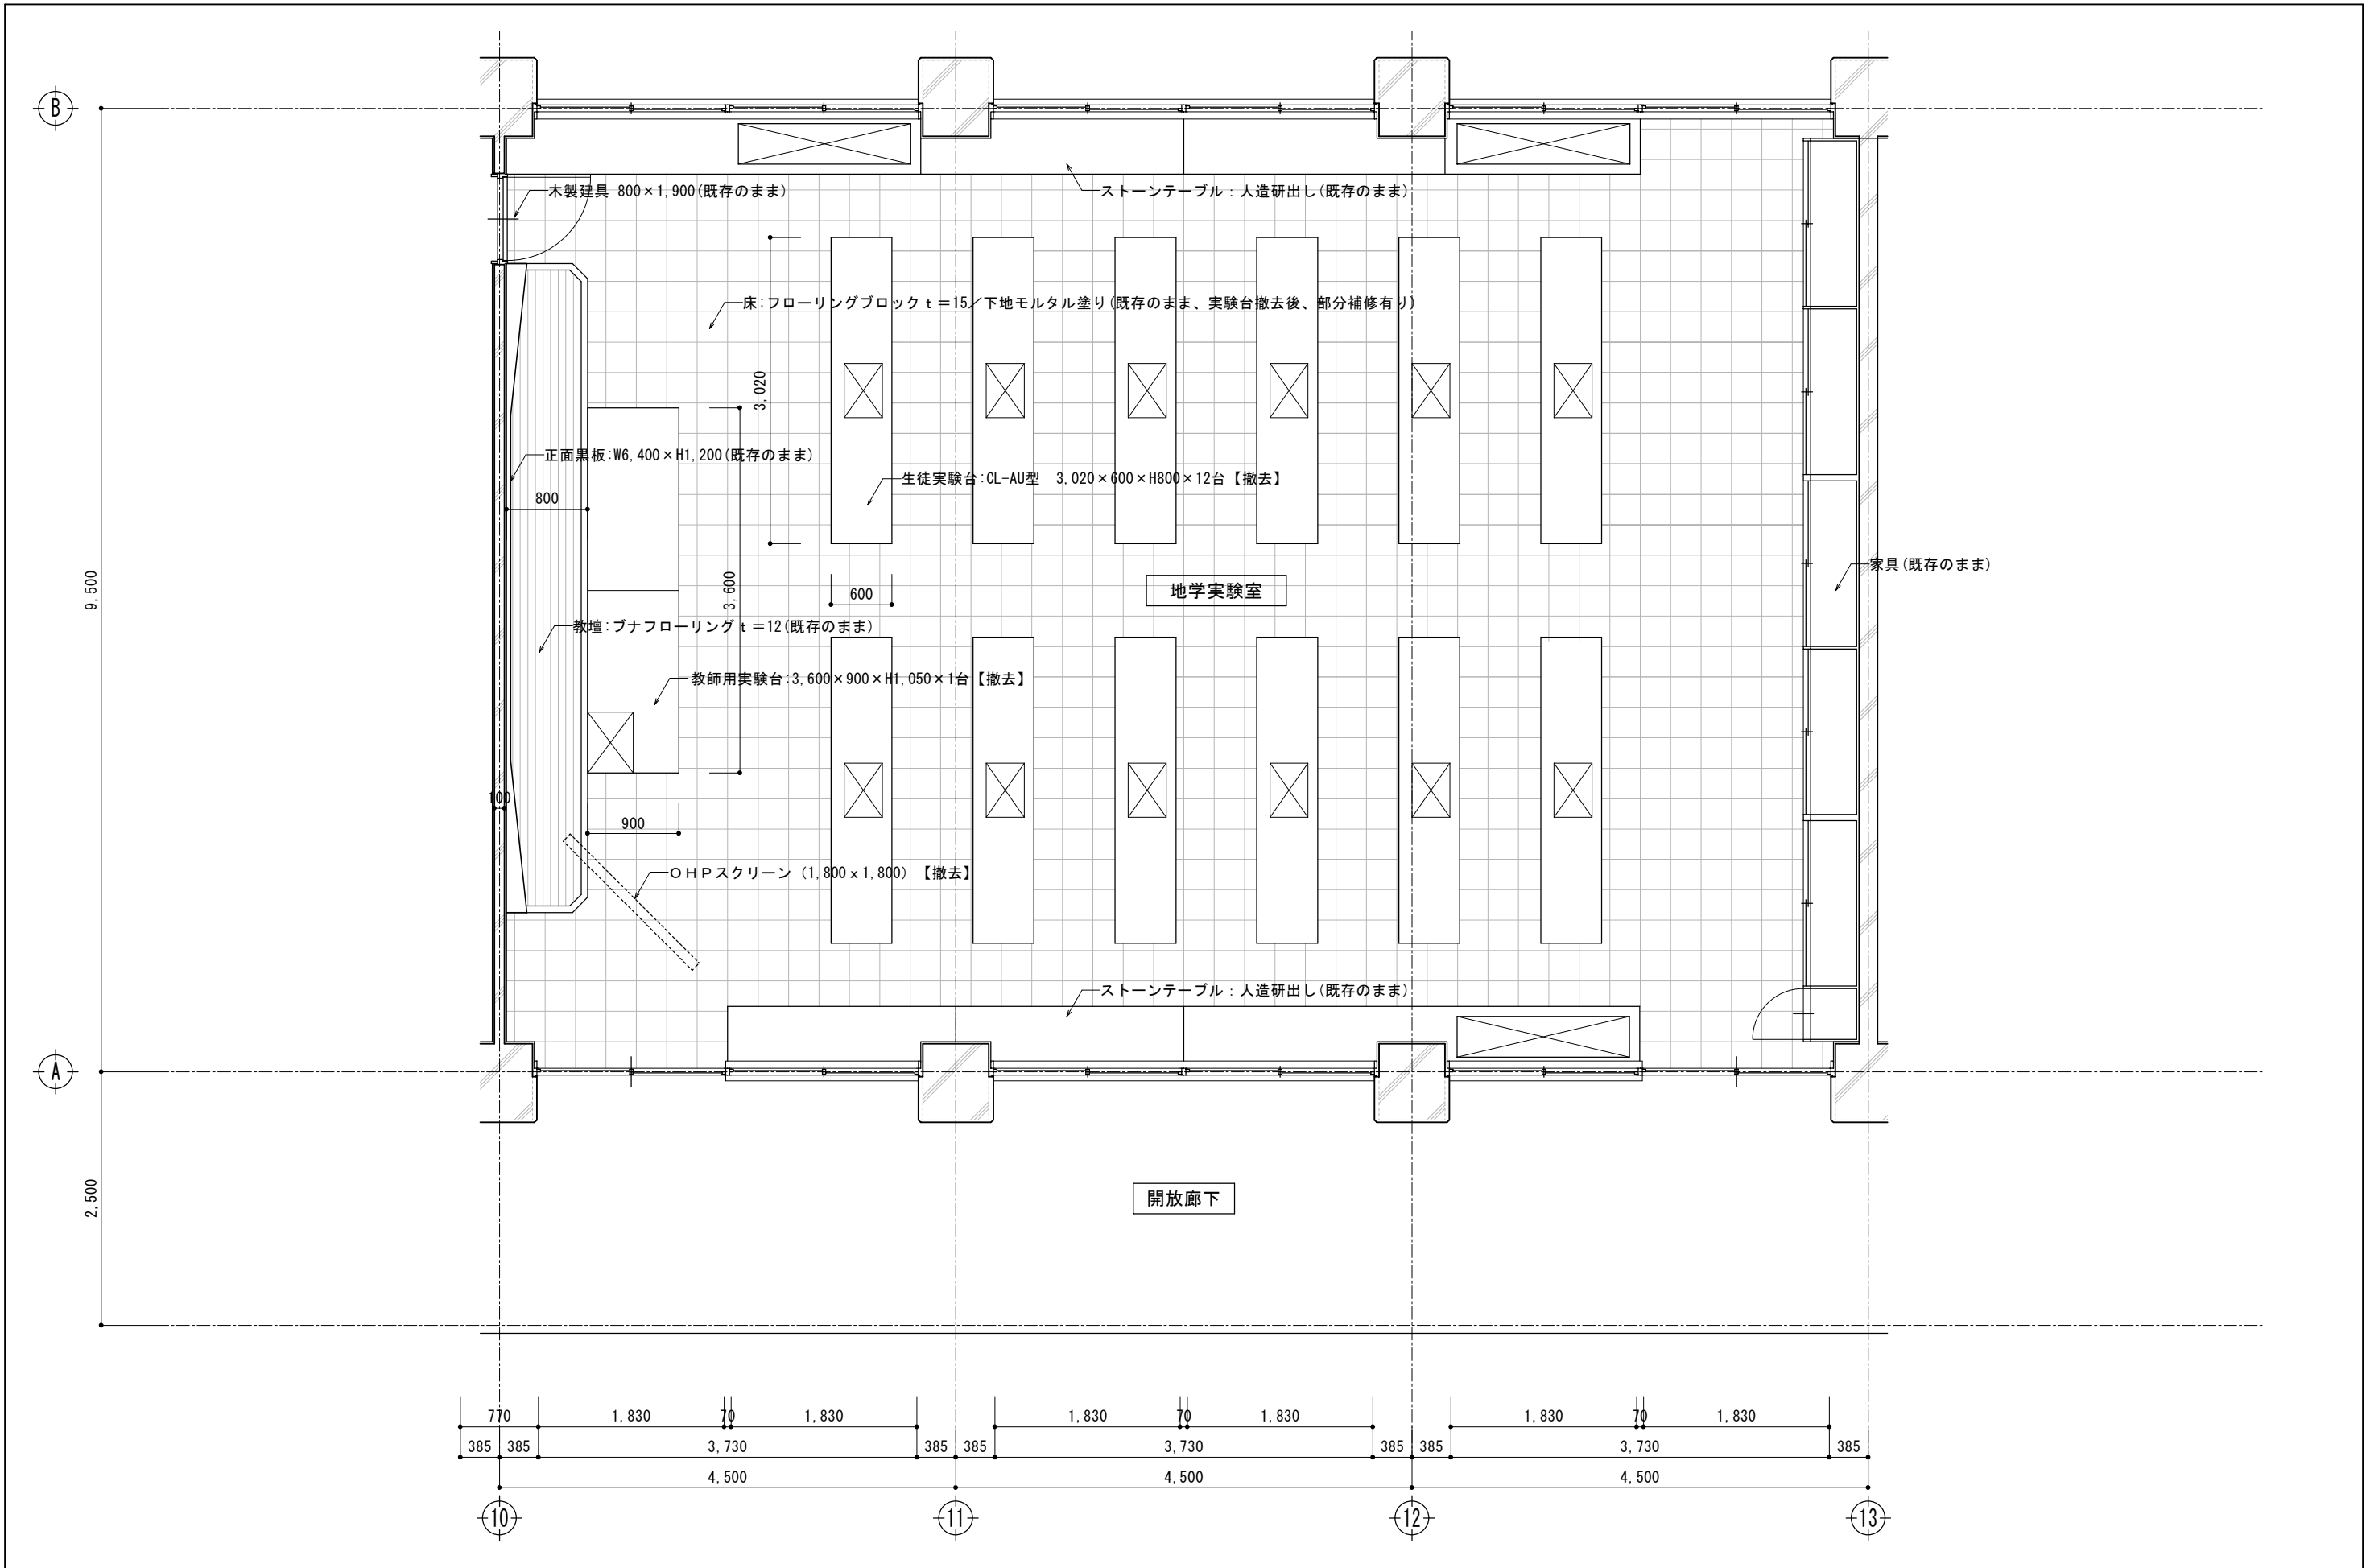 B
木製建具 800×1,900(既存のまま)
ストーンテーブル：人造研出し(既存のまま)
床:フローリングブロックｔ＝15／下地モルタル塗り(既存のまま、実験台撤去後、部分補修有り)
3,020
正面黒板:W6,400×H1,200(既存のまま)
生徒実験台:CL-AU型　3,020×600×H800×12台【撤去】
800
家具(既存のまま)
9,500
3,600
600
地学実験室
教壇:ブナフローリングｔ＝12(既存のまま)
教師用実験台:3,600×900×H1,050×1台【撤去】
100
900
ＯＨＰスクリーン（1,800ｘ1,800）【撤去】
ストーンテーブル：人造研出し(既存のまま)
A
2,500
開放廊下
770 1,830 70 1,830 1,830 70 1,830 1,830 70 1,830
385 385 3,730 385 385 3,730 385 385 3,730 385
4,500 4,500 4,500
10 11 12 13